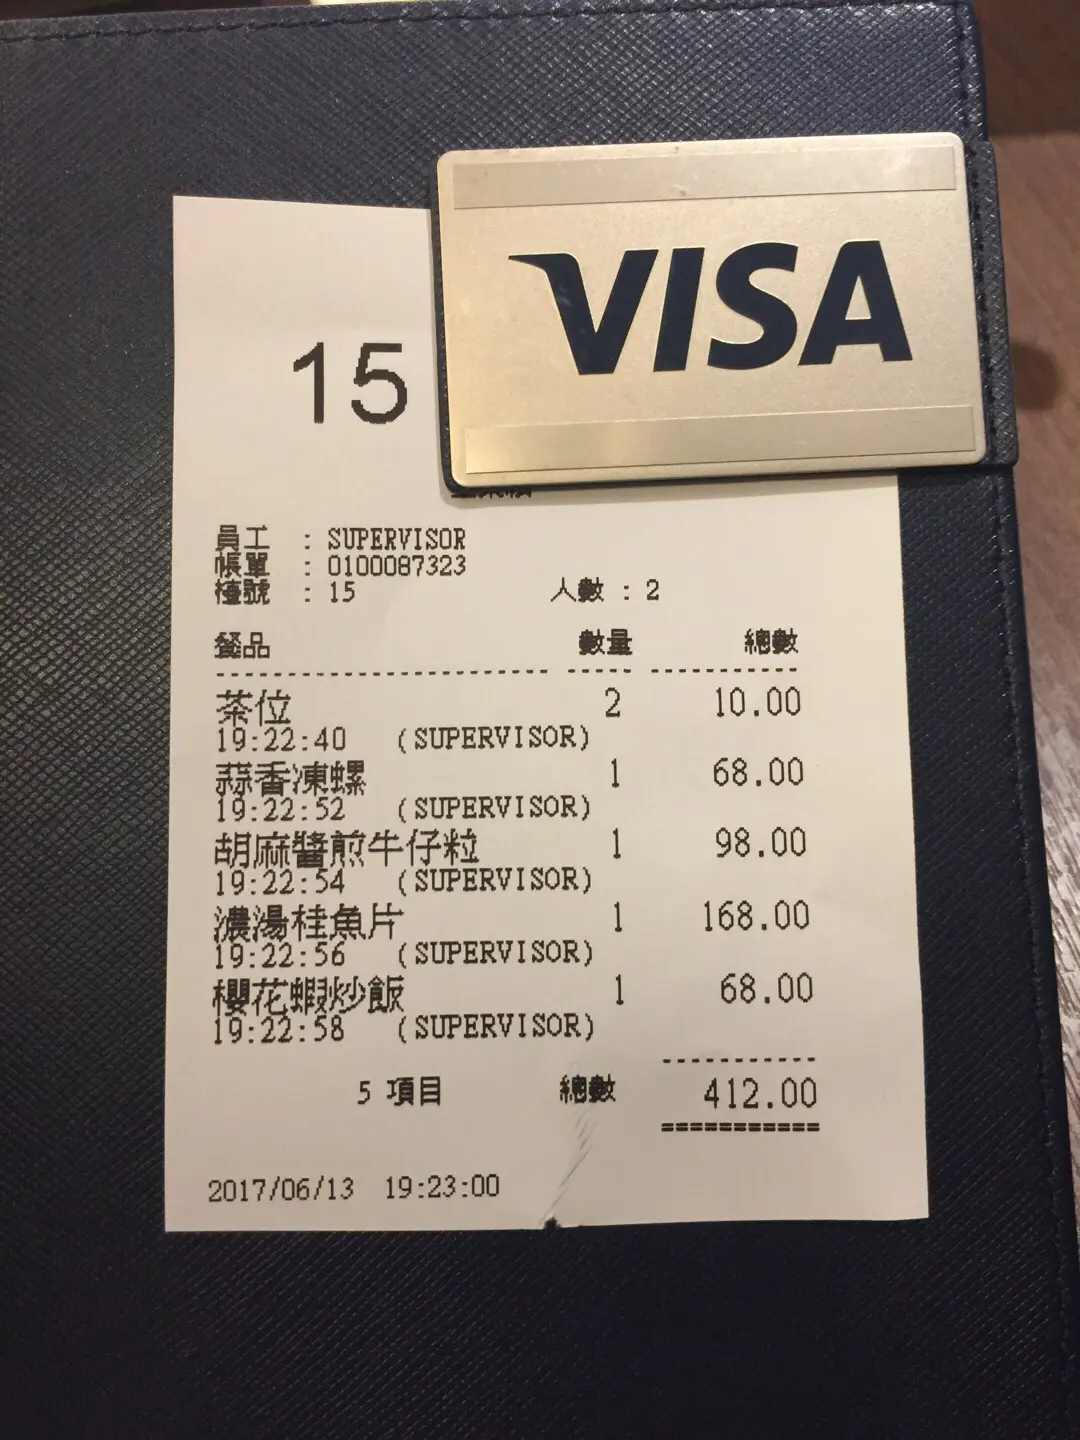 VISA
15
員工 : SUPERVISOR
帳單 : 0100087323
檯號 : 15 人數 : 2
餐品 數量 總數
茶位 2 10.00
19:22:40 (SUPERVISOR)
蒜香凍螺 1 68.00
19:22:52 (SUPERVISOR)
胡麻醬煎牛仔粒 1 98.00
19:22:54 (SUPERVISOR)
濃湯桂魚片 1 168.00
19:22:56 (SUPERVISOR)
櫻花蝦炒飯 1 68.00
19:22:58 (SUPERVISOR)
5 項目 總數 412.00
2017/06/13 19:23:00